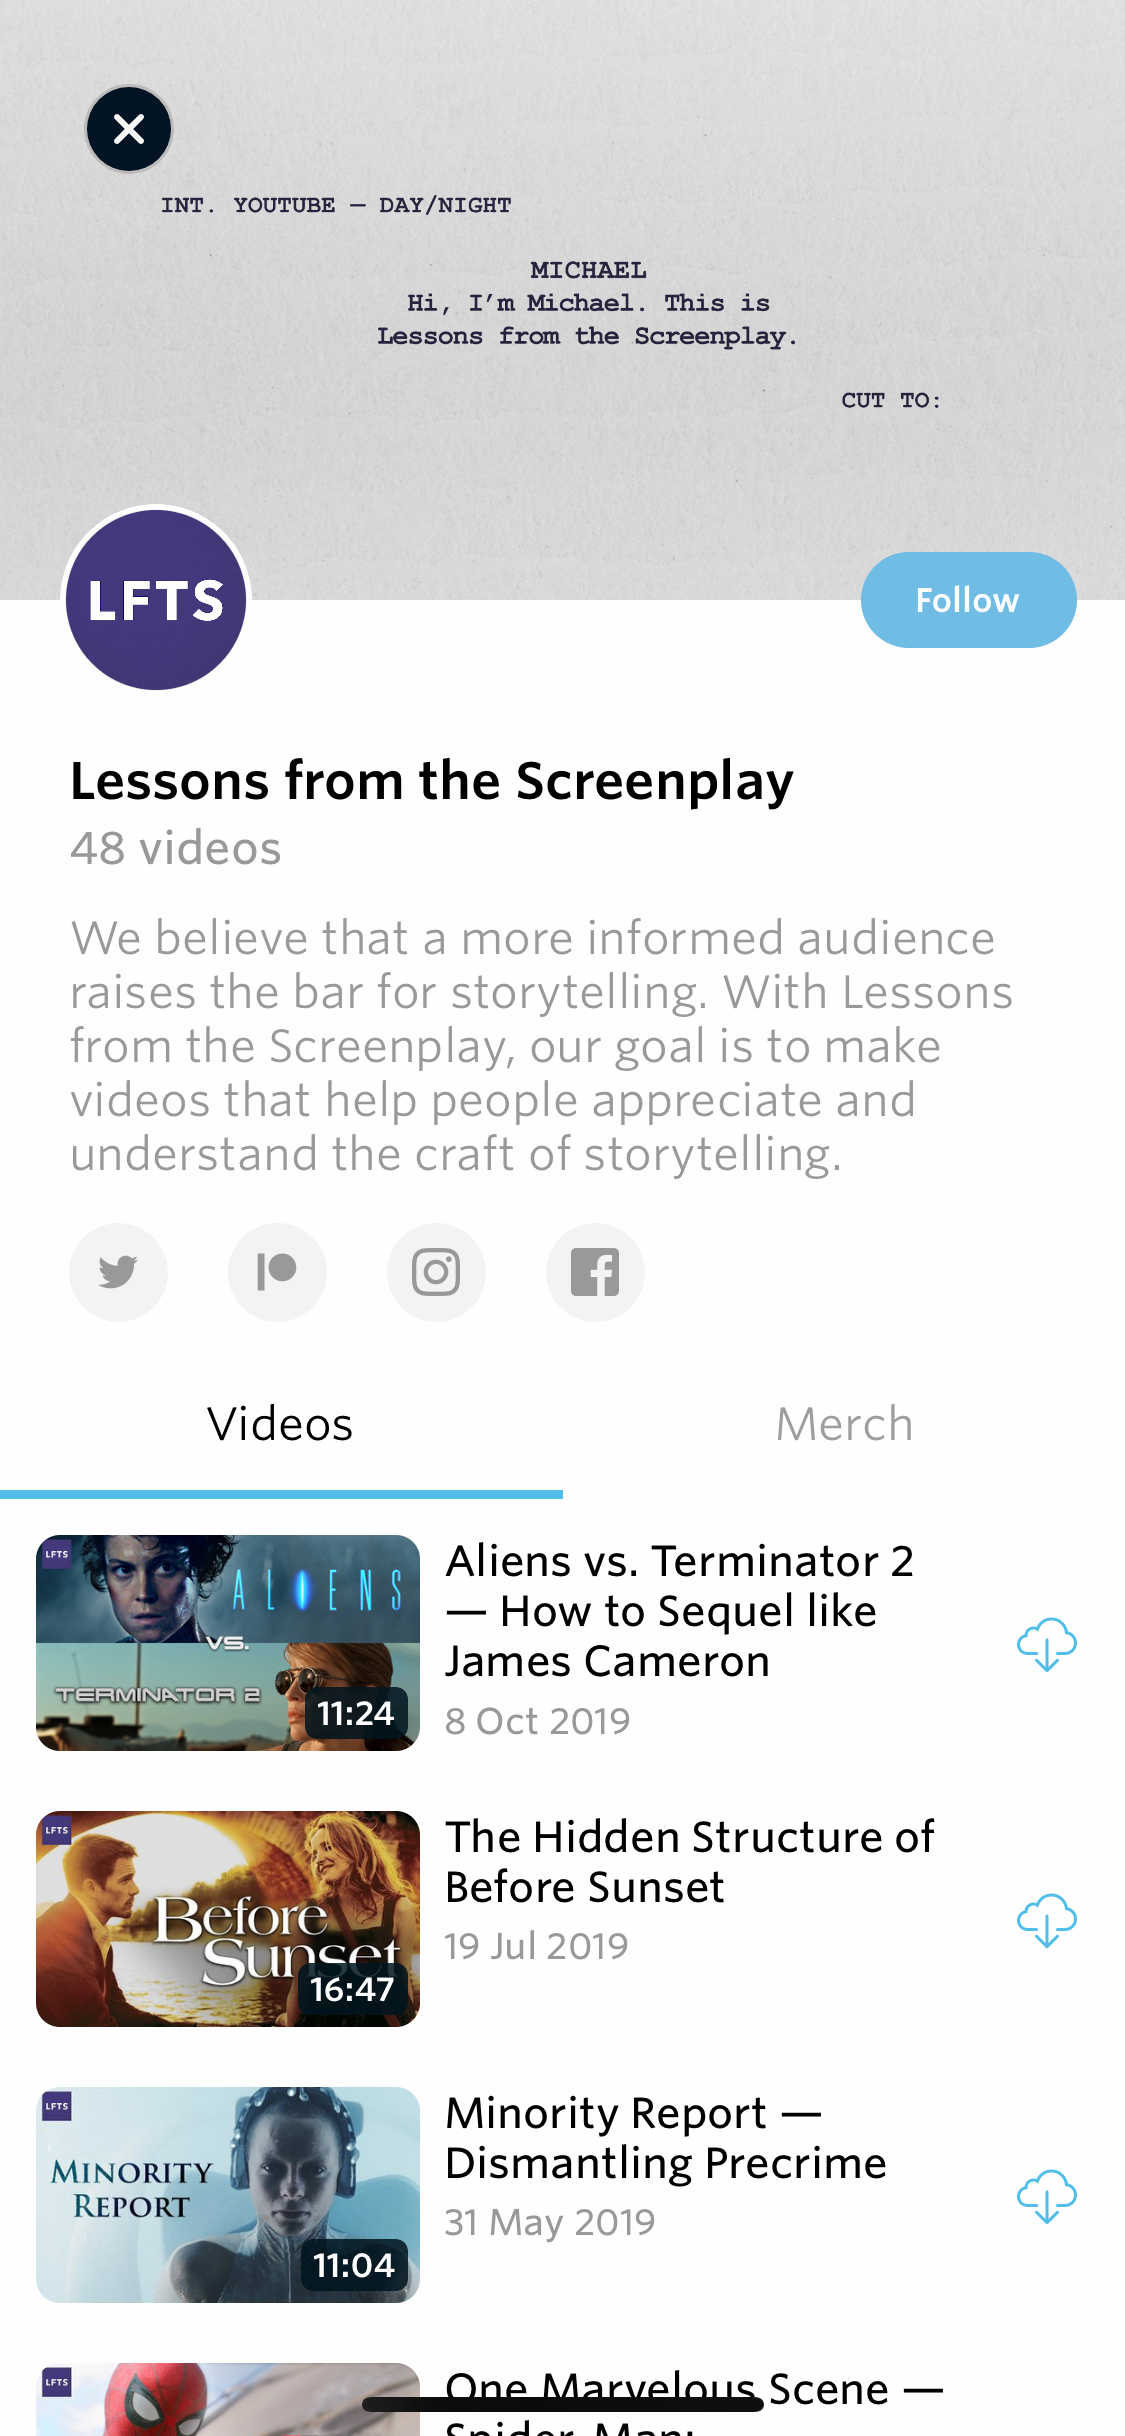 INT. YOUTUBE — DAY/NIGHT
MICHAEL
Hi, I’m Michael. This is
Lessons from the Screenplay.
CUT TO:
LFTS
Follow
Lessons from the Screenplay
48 videos
We believe that a more informed audience
raises the bar for storytelling. With Lessons
from the Screenplay, our goal is to make
videos that help people appreciate and
understand the craft of storytelling.
Videos
Merch
LFTS
ALIENS
VS.
TERMINATOR 2
11:24
Aliens vs. Terminator 2
— How to Sequel like
James Cameron
8 Oct 2019
LFTS
Before
Sunset
16:47
The Hidden Structure of
Before Sunset
19 Jul 2019
LFTS
MINORITY
REPORT
11:04
Minority Report —
Dismantling Precrime
31 May 2019
LFTS
One Marvelous Scene —
Spider-Man: